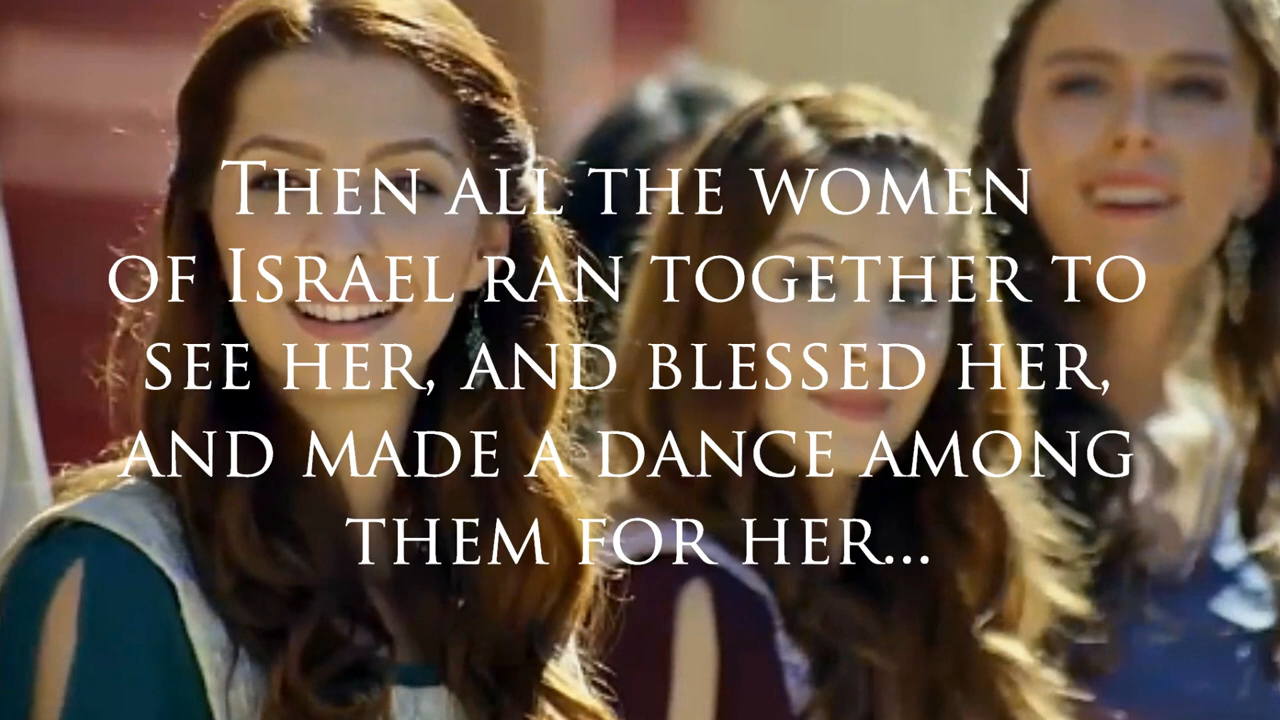 Then all the women
of Israel ran together to
see her, and blessed her,
and made a dance among
them for her...